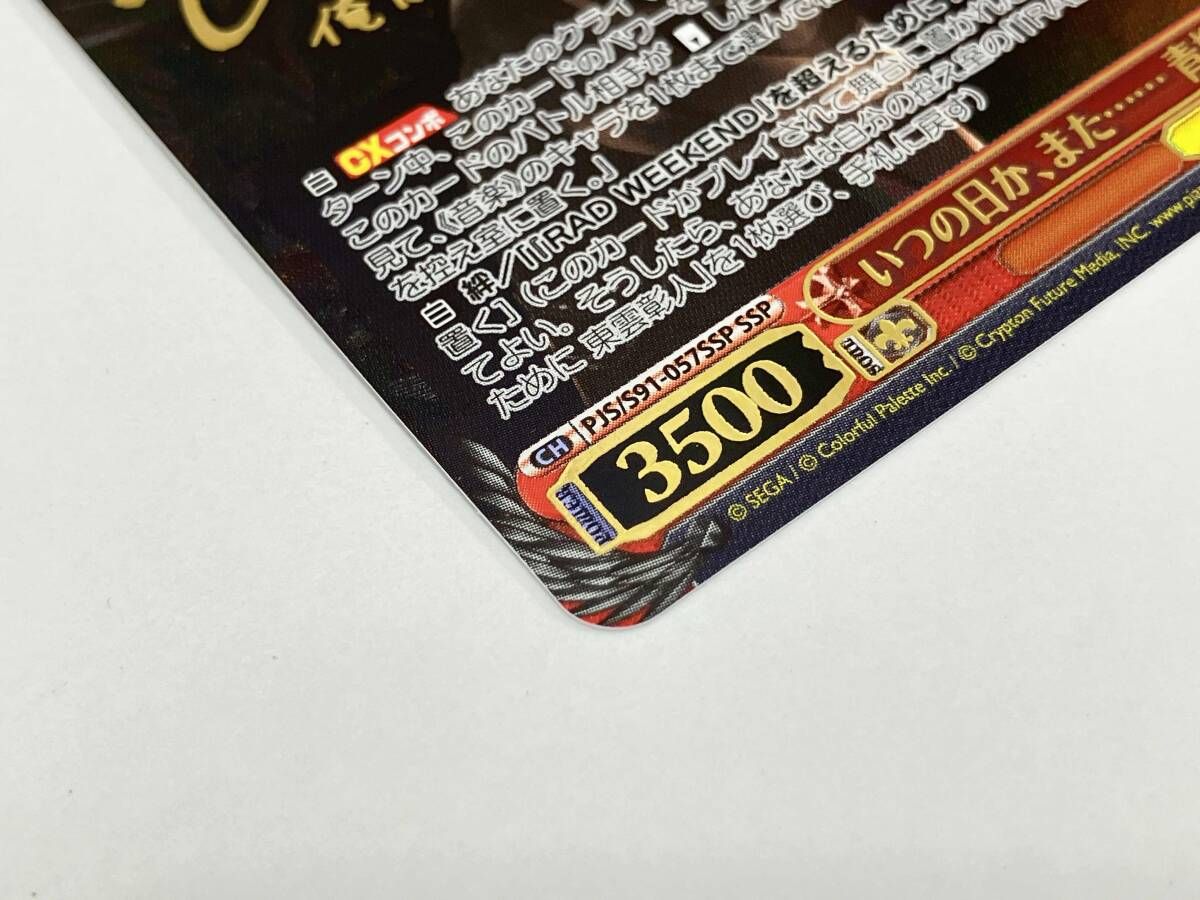 俺
自 CXコンボ あなたのクライ
ターン中、このカードのパワーを
このカードのバトル相手が した
見て、《音楽》のキャラを1枚まで選んで
を控え室に置く。』
自 絆/「「RAD WEEKEND」を超えるために
置く] (このカードがプレイされて舞台に置かれ
てよい。そうしたら、あなたは自分の控え室の「「RAD
ために 東雲彰人」を1枚選び、手札に戻す)
いつの日か、また…… 青
CH PJS/S91-057SSP SSP
POWER 3500
© SEGA / © Colorful Palette Inc. / © Crypton Future Media, INC. www.p